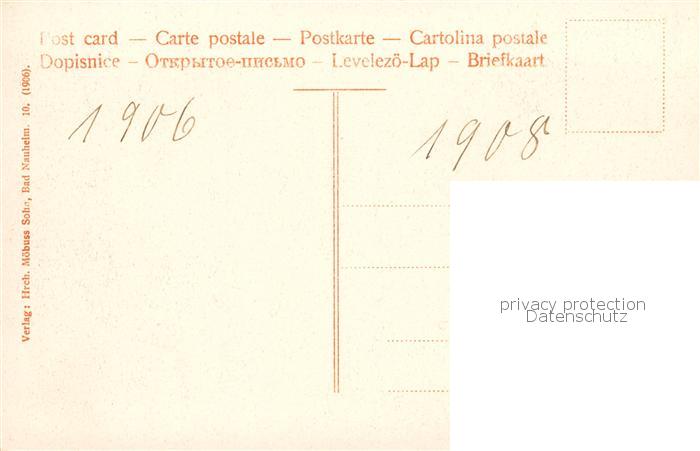 Post card — Carte postale — Postkarte — Cartolina postale
Dopisnice – Открытое-письмо – Levelező-Lap – Briefkaart
1906
1908
Verlag: Hrch. Möbuss Sohn, Bad Nauheim. 10. (1906).
privacy protection
Datenschutz